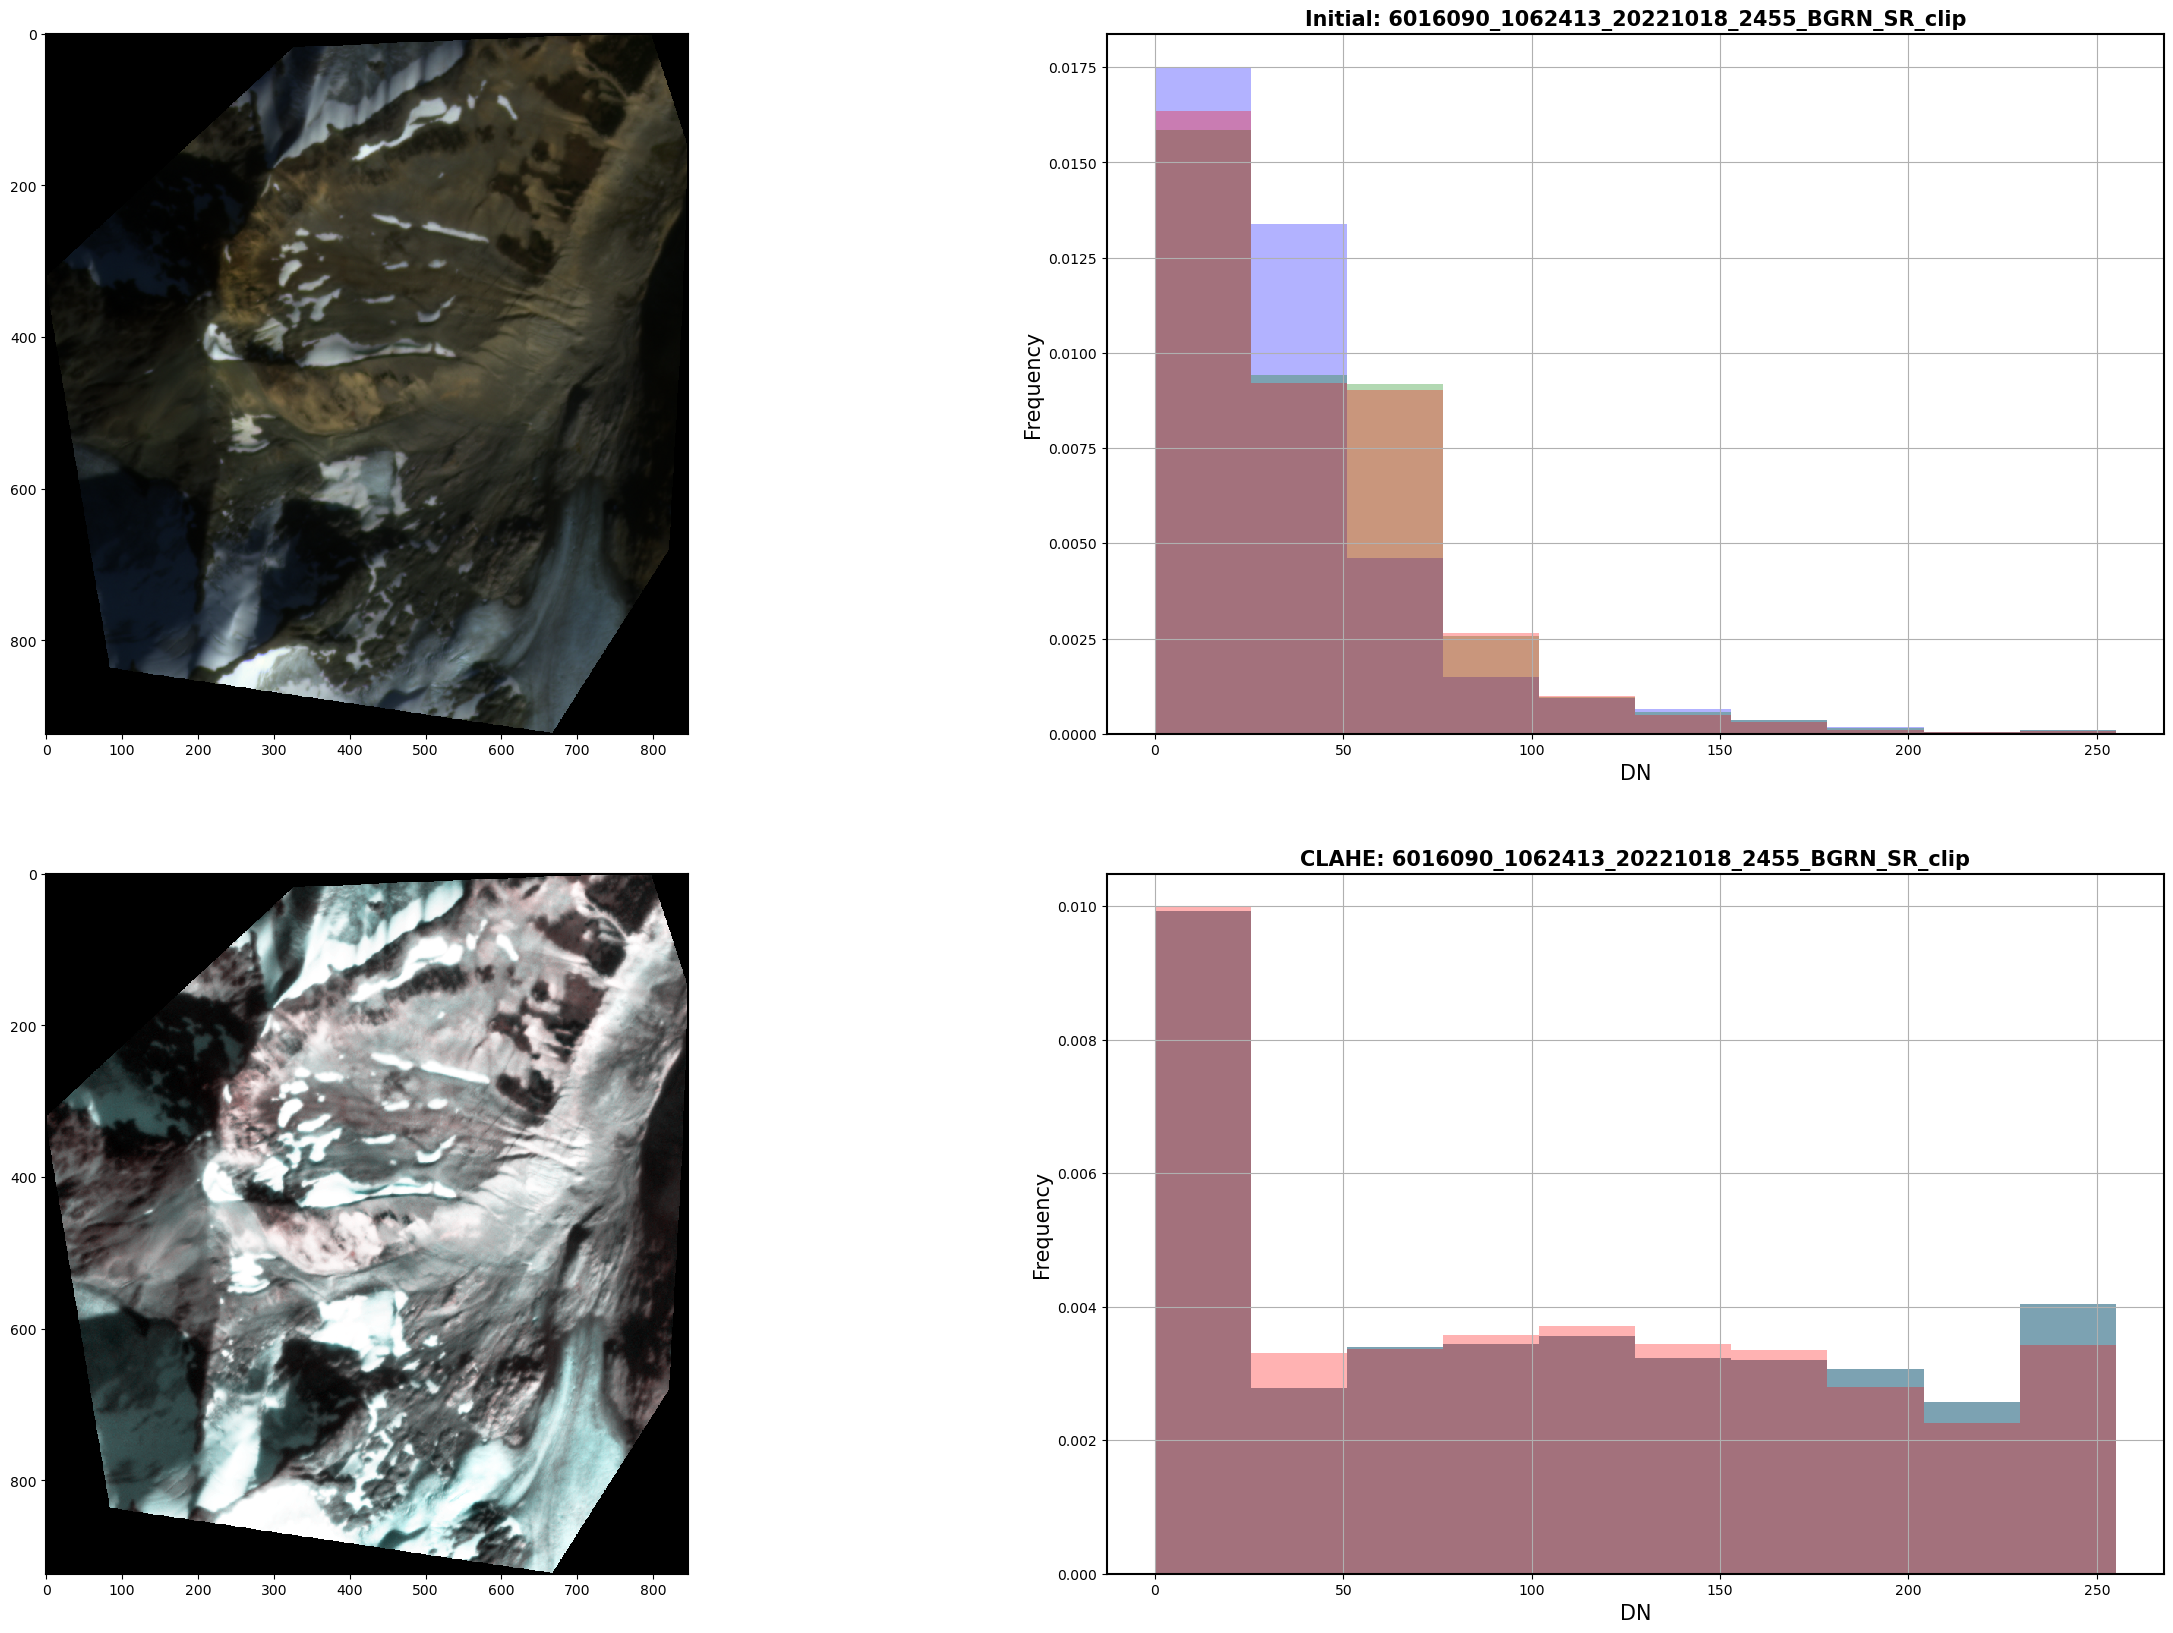 Initial: 6016090_1062413_20221018_2455_BGRN_SR_clip
0
200
400
600
800
0 100 200 300 400 500 600 700 800
Frequency
0.0175
0.0150
0.0125
0.0100
0.0075
0.0050
0.0025
0.0000
0 50 100 150 200 250
DN
CLAHE: 6016090_1062413_20221018_2455_BGRN_SR_clip
0
200
400
600
800
0 100 200 300 400 500 600 700 800
Frequency
0.010
0.008
0.006
0.004
0.002
0.000
0 50 100 150 200 250
DN